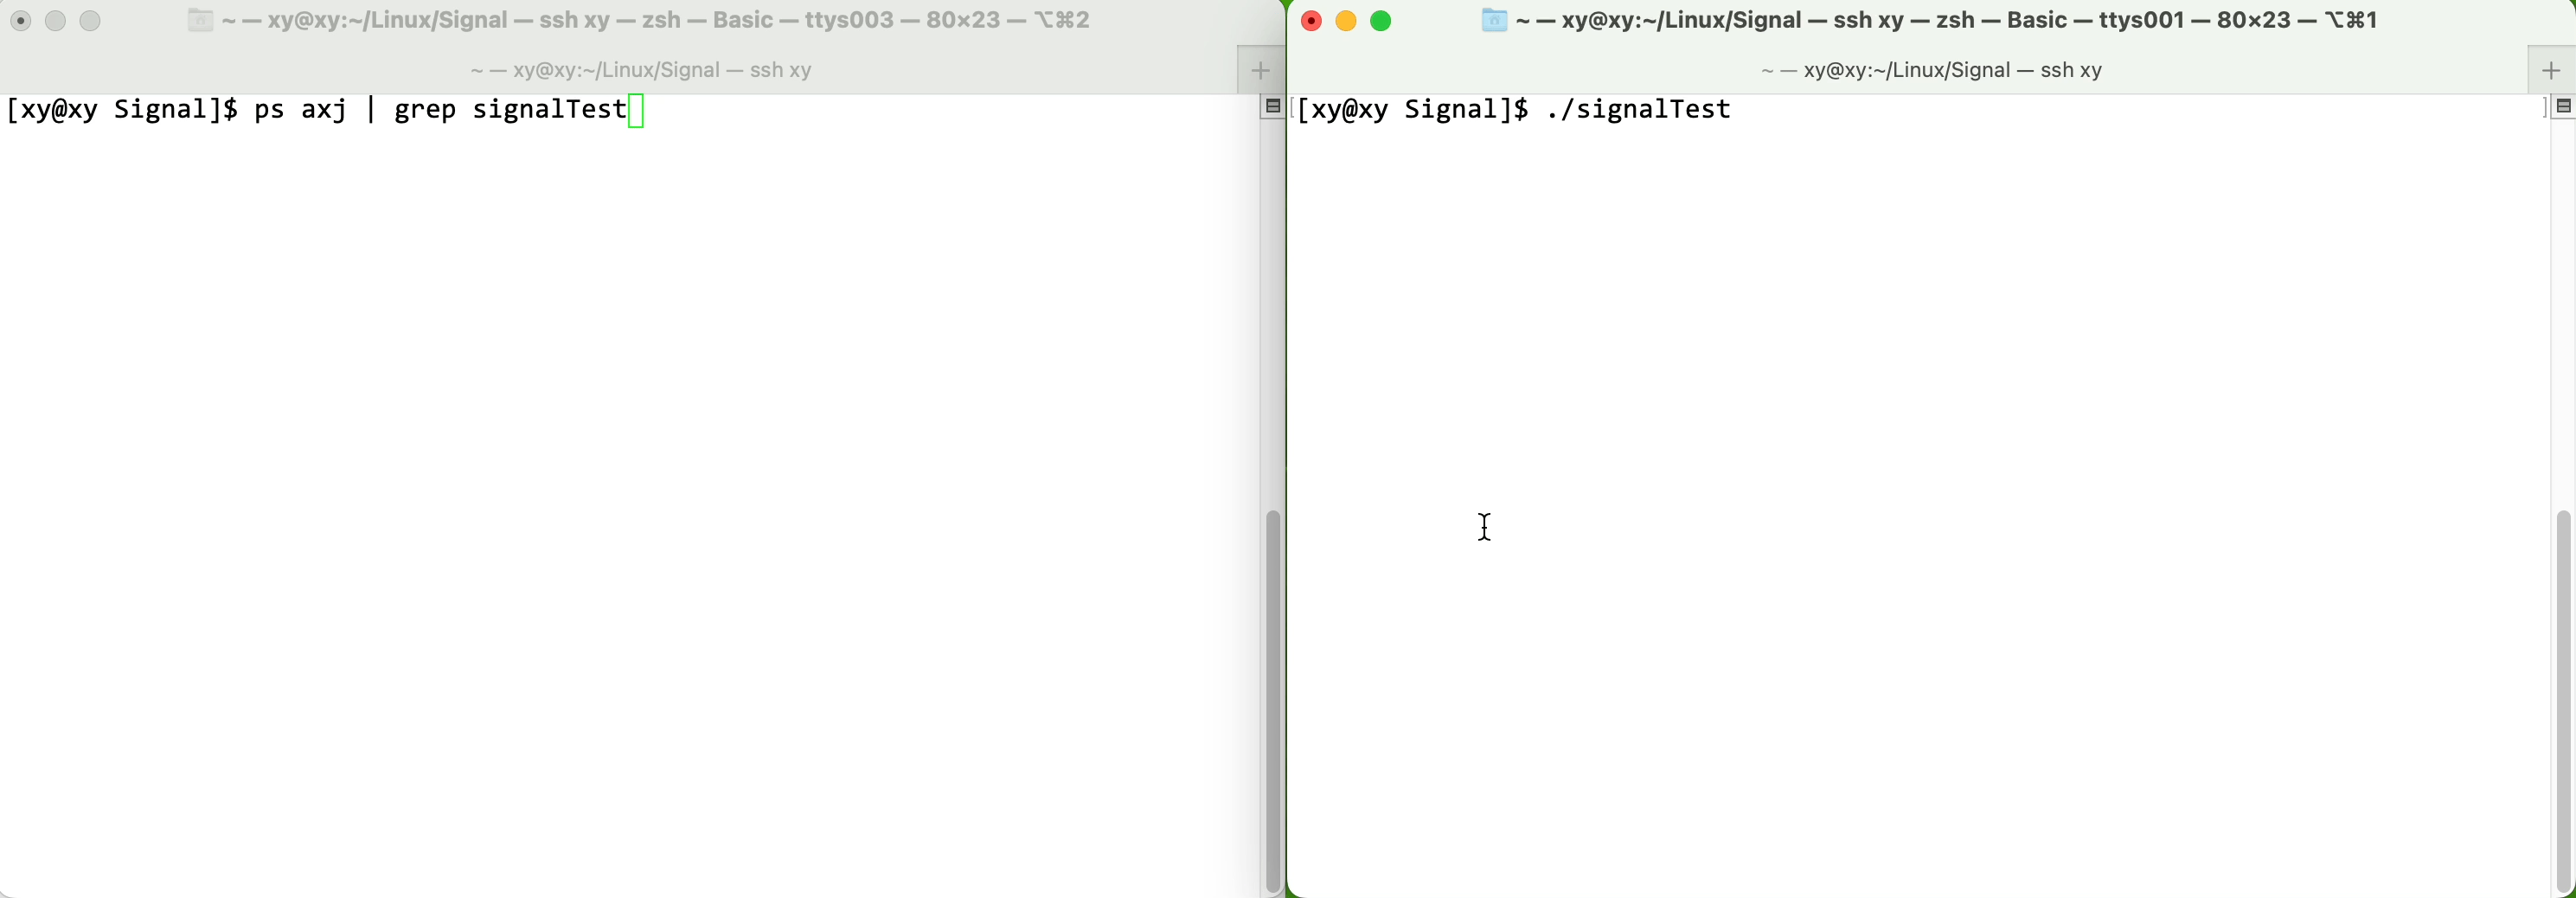 ~ — xy@xy:~/Linux/Signal — ssh xy — zsh — Basic — ttys003 — 80×23 — ⌥⌘2
~ — xy@xy:~/Linux/Signal — ssh xy
[xy@xy Signal]$ ps axj | grep signalTest
~ — xy@xy:~/Linux/Signal — ssh xy — zsh — Basic — ttys001 — 80×23 — ⌥⌘1
~ — xy@xy:~/Linux/Signal — ssh xy
[[xy@xy Signal]$ ./signalTest ]